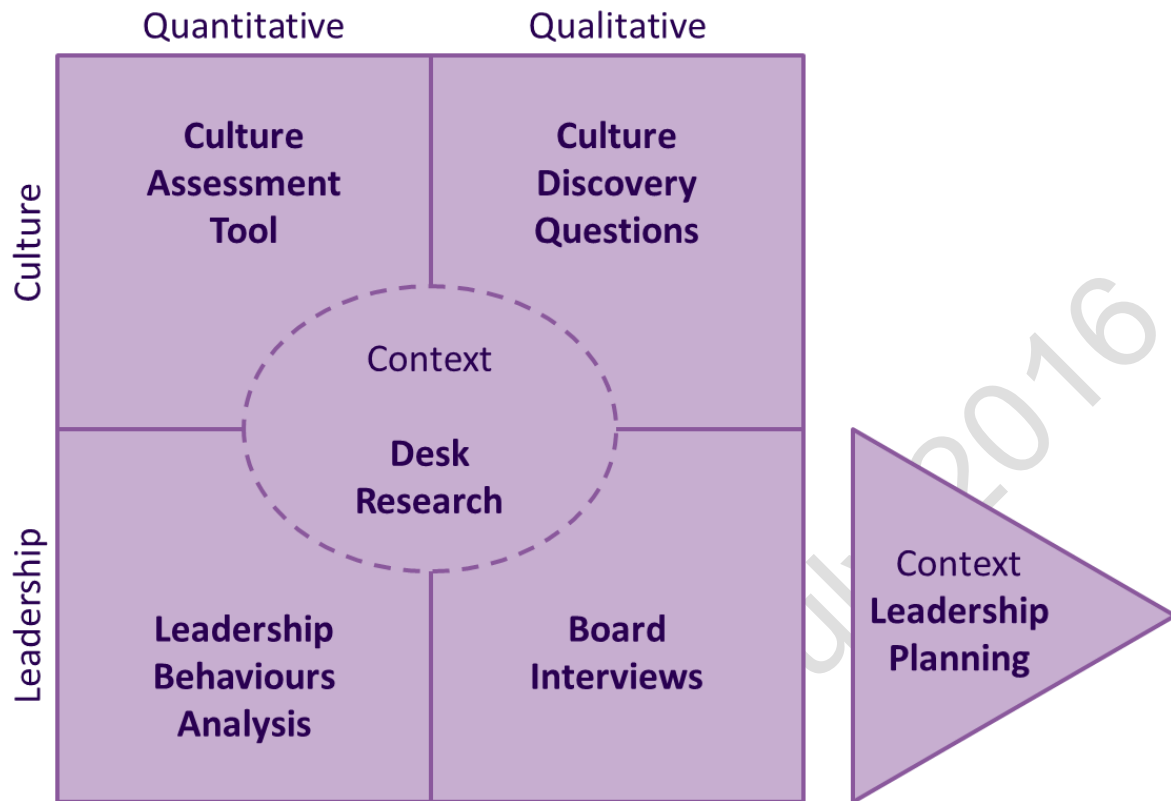 Quantitative
Qualitative
Culture
Culture
Assessment
Tool
Culture
Discovery
Questions
Context
Desk
Research
Leadership
Leadership
Behaviours
Analysis
Board
Interviews
Context
Leadership
Planning
2016